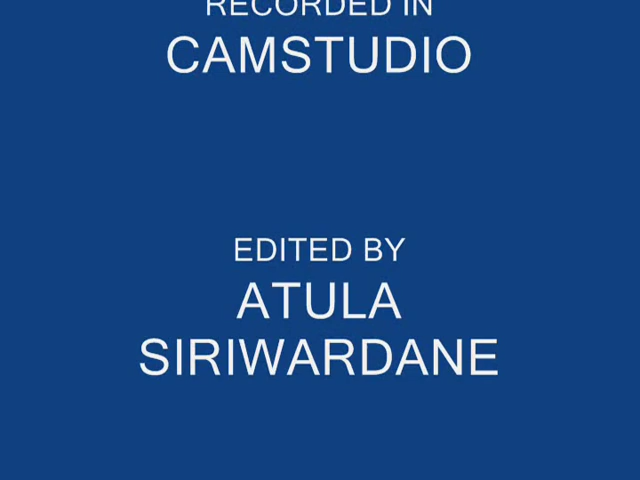 RECORDED IN
CAMSTUDIO
EDITED BY
ATULA
SIRIWARDANE